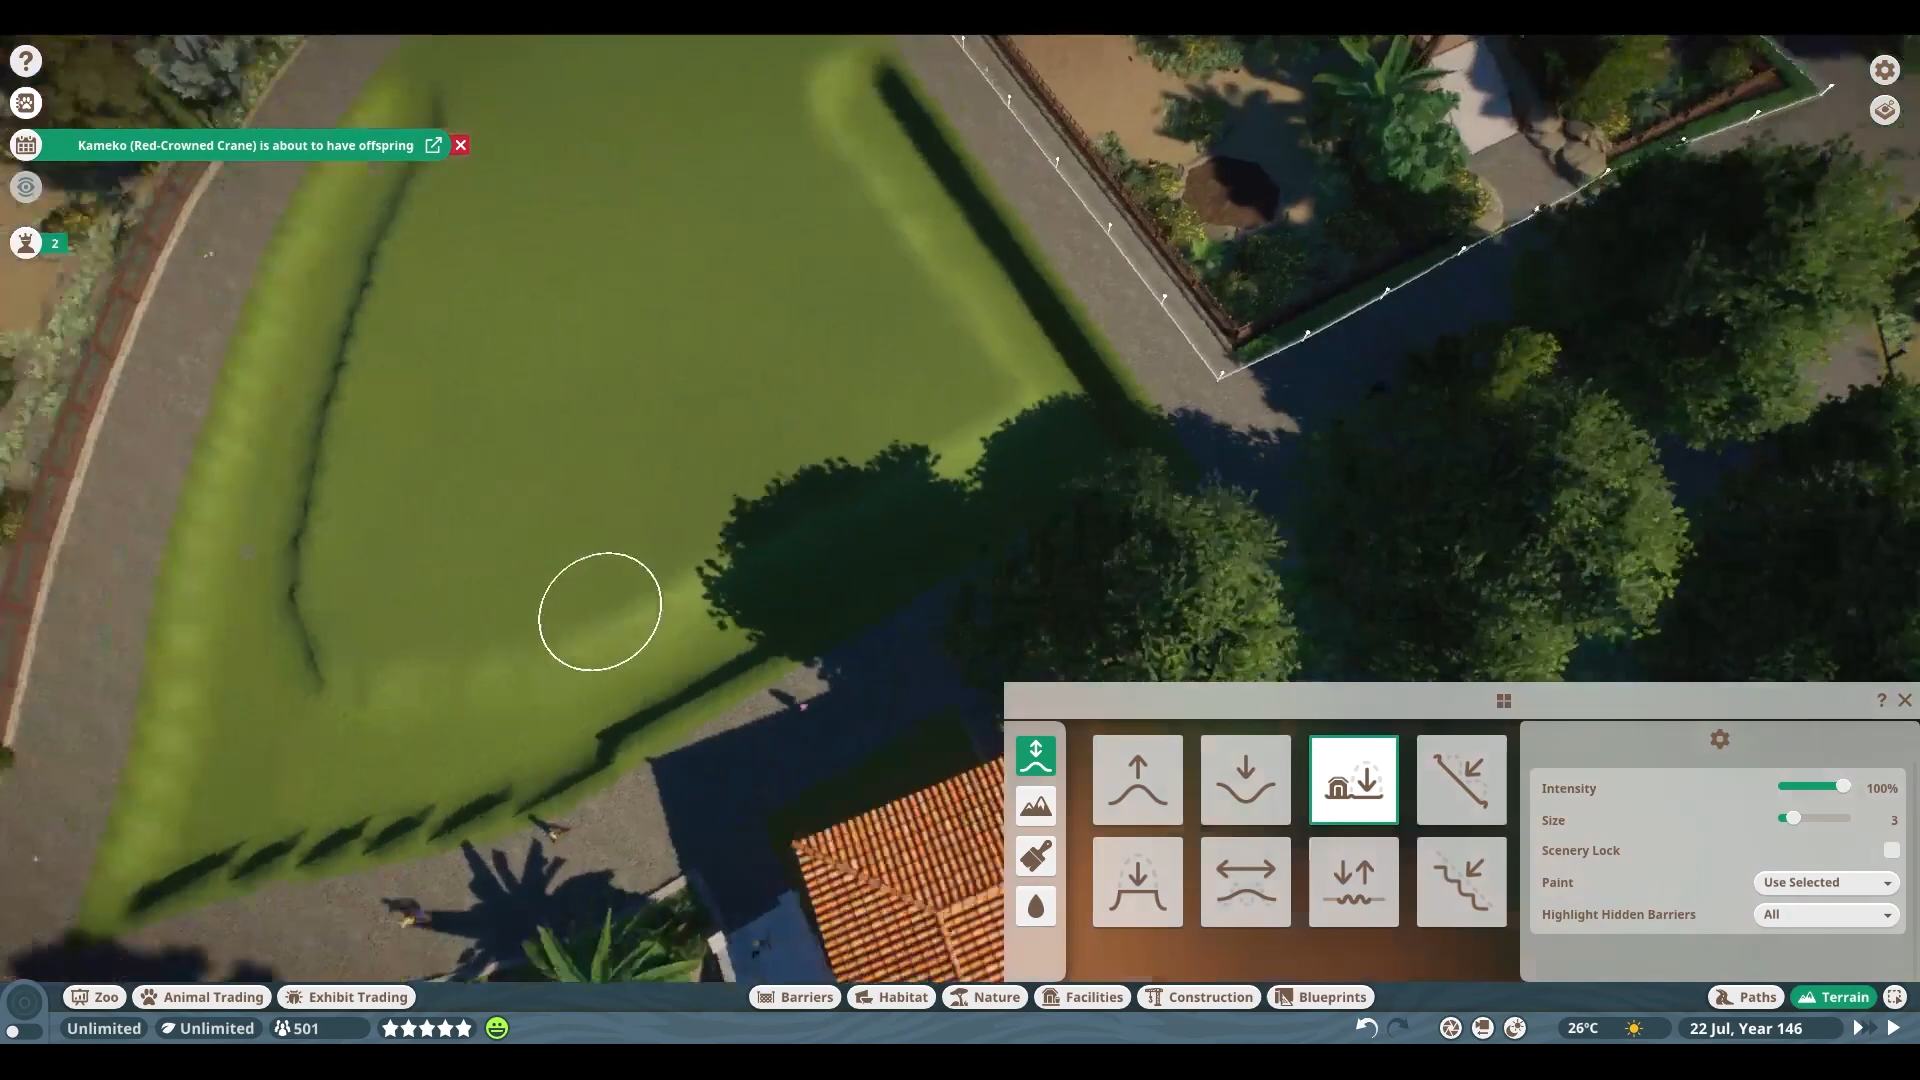 ?
Kameko (Red-Crowned Crane) is about to have offspring
2
?
Intensity 100%
Size 3
Scenery Lock
Paint Use Selected
Highlight Hidden Barriers All
Zoo Animal Trading Exhibit Trading Barriers Habitat Nature Facilities Construction Blueprints Paths Terrain
Unlimited Unlimited 501 26°C 22 Jul, Year 146